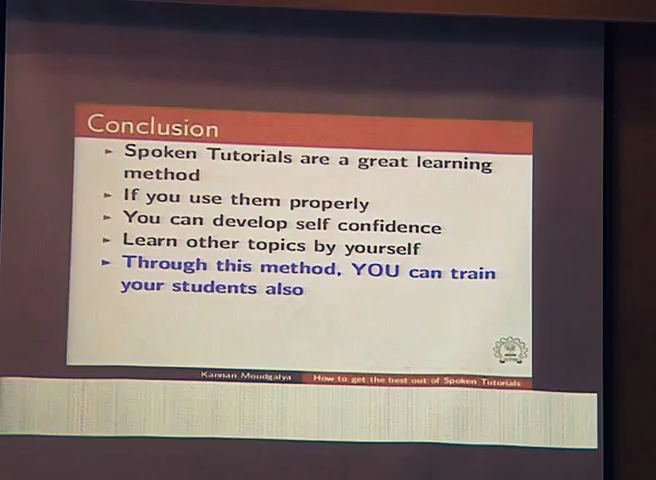 Conclusion
► Spoken Tutorials are a great learning
method
► If you use them properly
► You can develop self confidence
► Learn other topics by yourself
► Through this method, YOU can train
your students also
Kannan Moudgalya How to get the best out of Spoken Tutorials